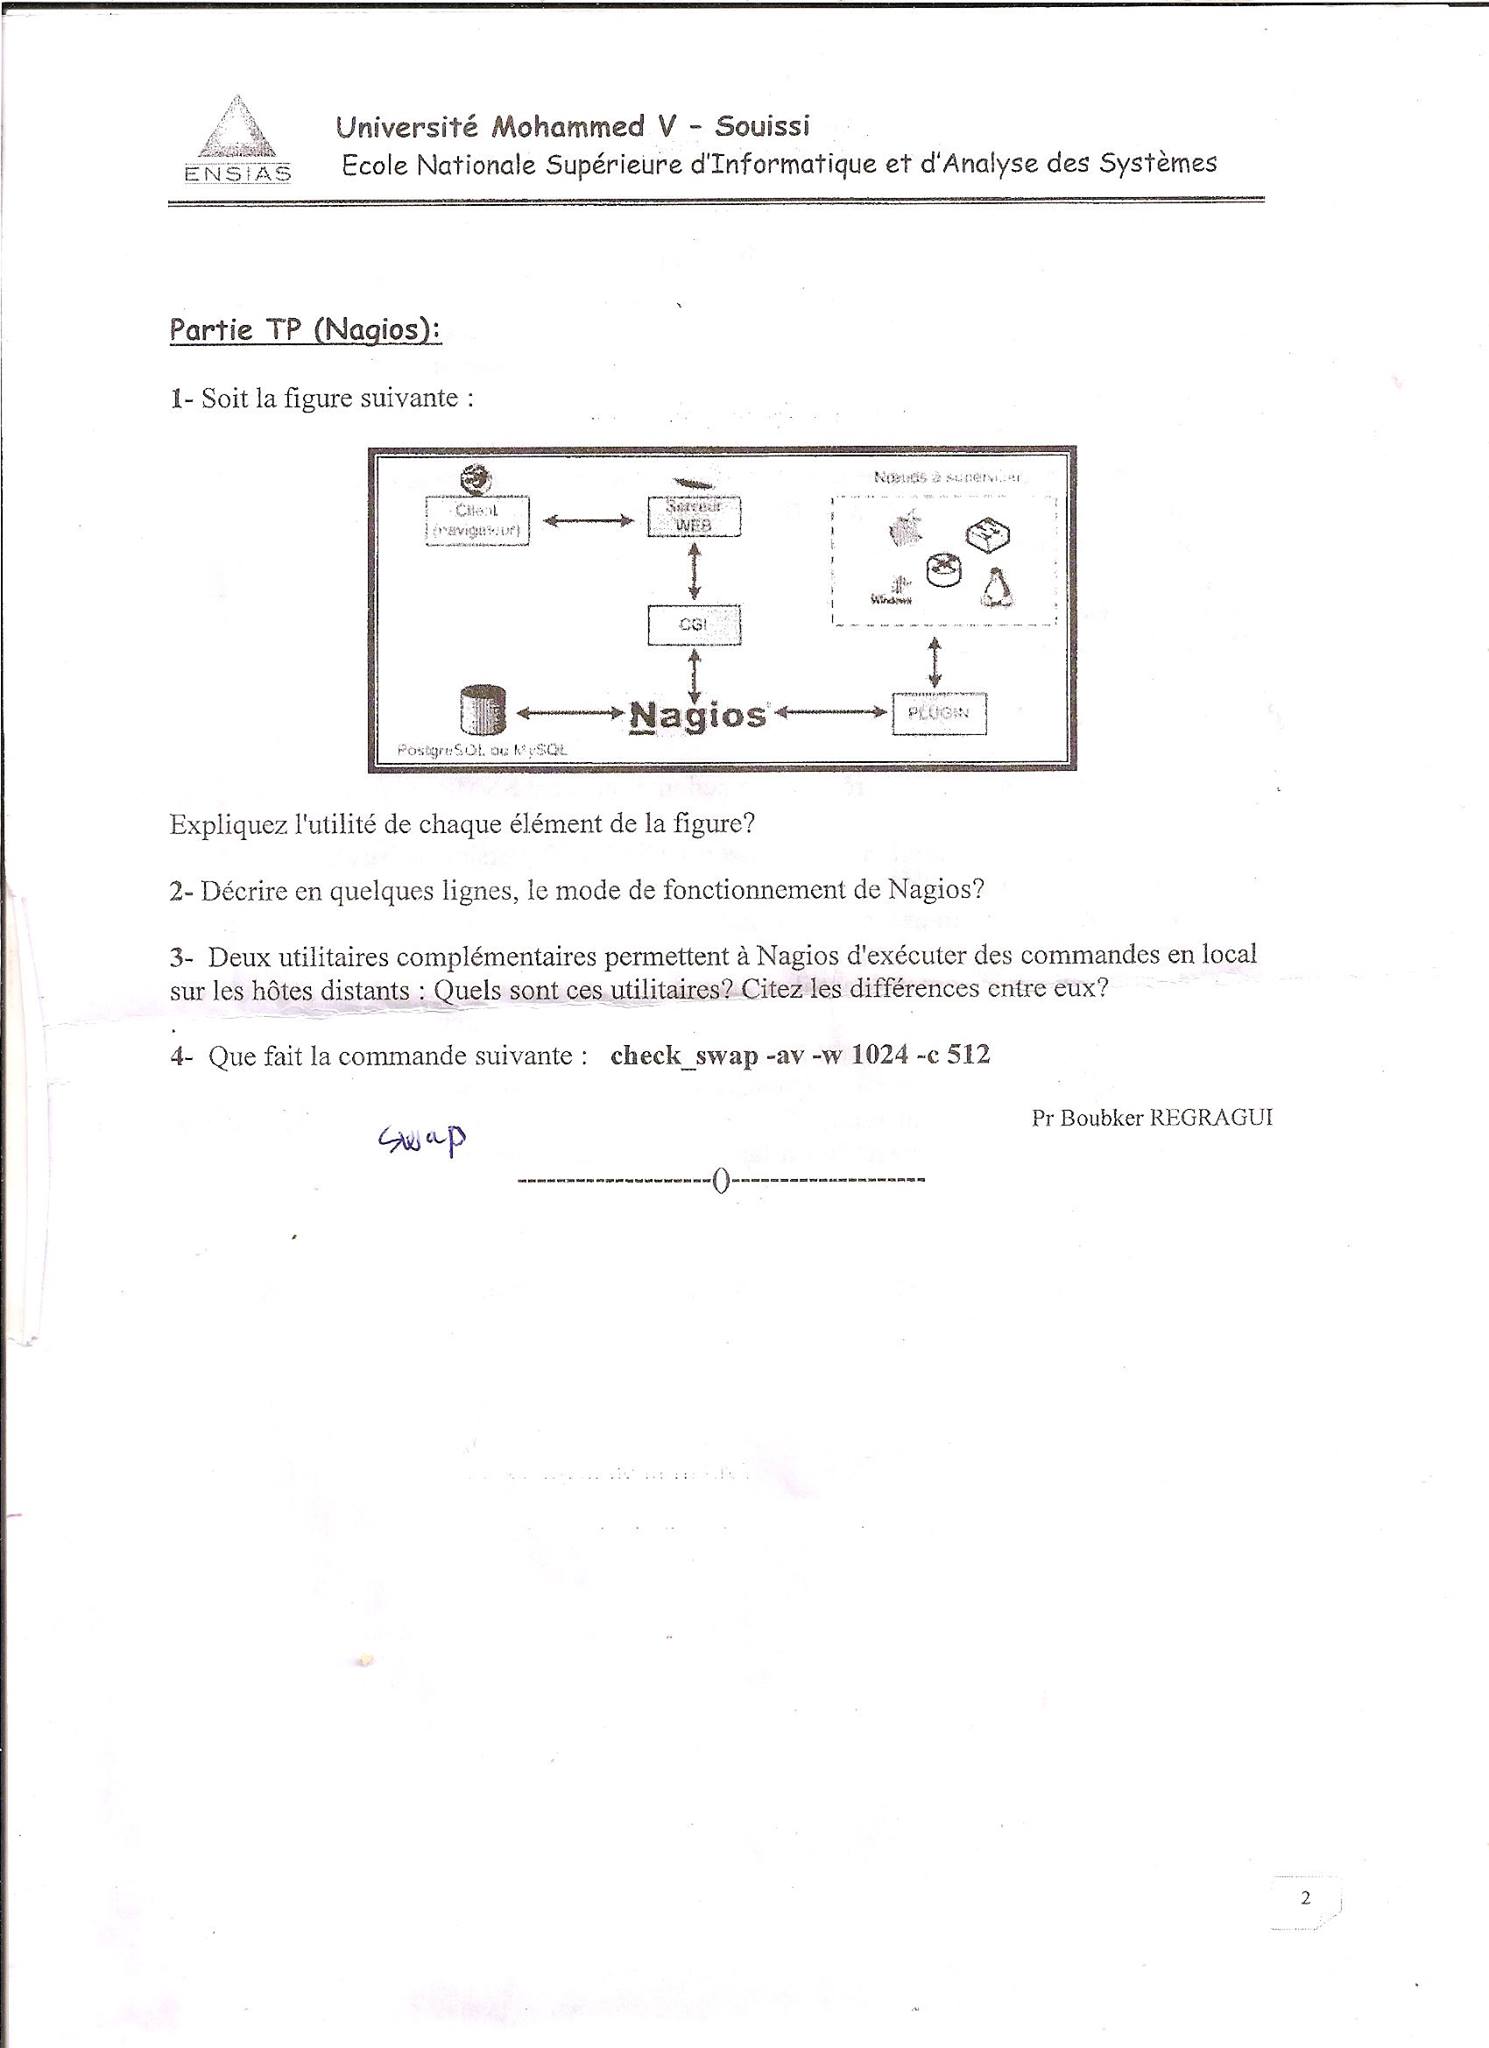 ENSIAS
Université Mohammed V - Souissi
Ecole Nationale Supérieure d'Informatique et d'Analyse des Systèmes
Partie TP (Nagios):
1- Soit la figure suivante :
Nœuds à superviser
Client
(navigateur)
Serveur
WEB
Windows
CGI
Nagios
PLUGIN
PostgreSQL ou MySQL
Expliquez l'utilité de chaque élément de la figure?
2- Décrire en quelques lignes, le mode de fonctionnement de Nagios?
3- Deux utilitaires complémentaires permettent à Nagios d'exécuter des commandes en local
sur les hôtes distants : Quels sont ces utilitaires? Citez les différences entre eux?
4- Que fait la commande suivante : check_swap -av -w 1024 -c 512
Pr Boubker REGRAGUI
swap
--------------------0--------------------
2